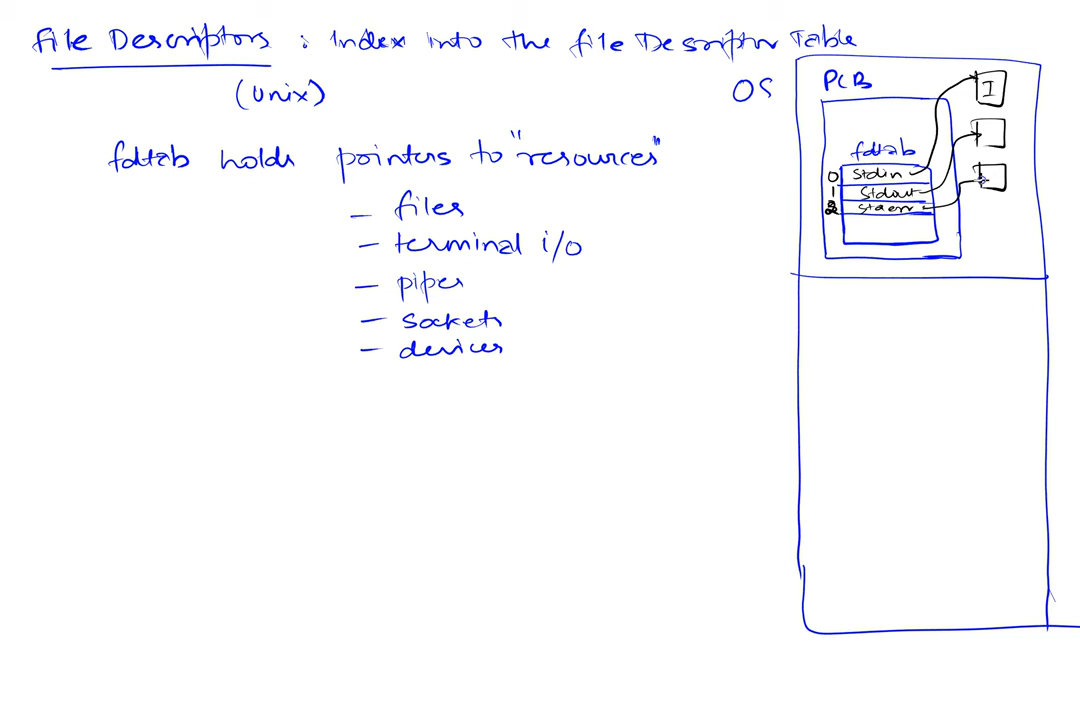 File Descriptors : Index into the file Descriptor Table
(Unix)
OS
PCB
I
fdtab holds pointers to "resources"
fdtab
0 stdin
1 stdout
2 stderr
- files
- terminal i/o
- pipes
- sockets
- devices